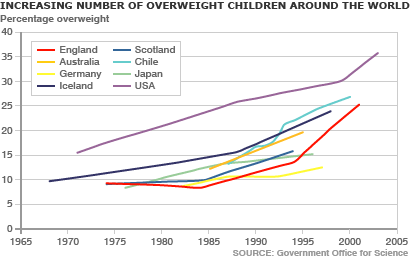 INCREASING NUMBER OF OVERWEIGHT CHILDREN AROUND THE WORLD
Percentage overweight
40
35
30
25
20
15
10
5
0
England Scotland
Australia Chile
Germany Japan
Iceland USA
1965 1970 1975 1980 1985 1990 1995 2000 2005
SOURCE: Government Office for Science